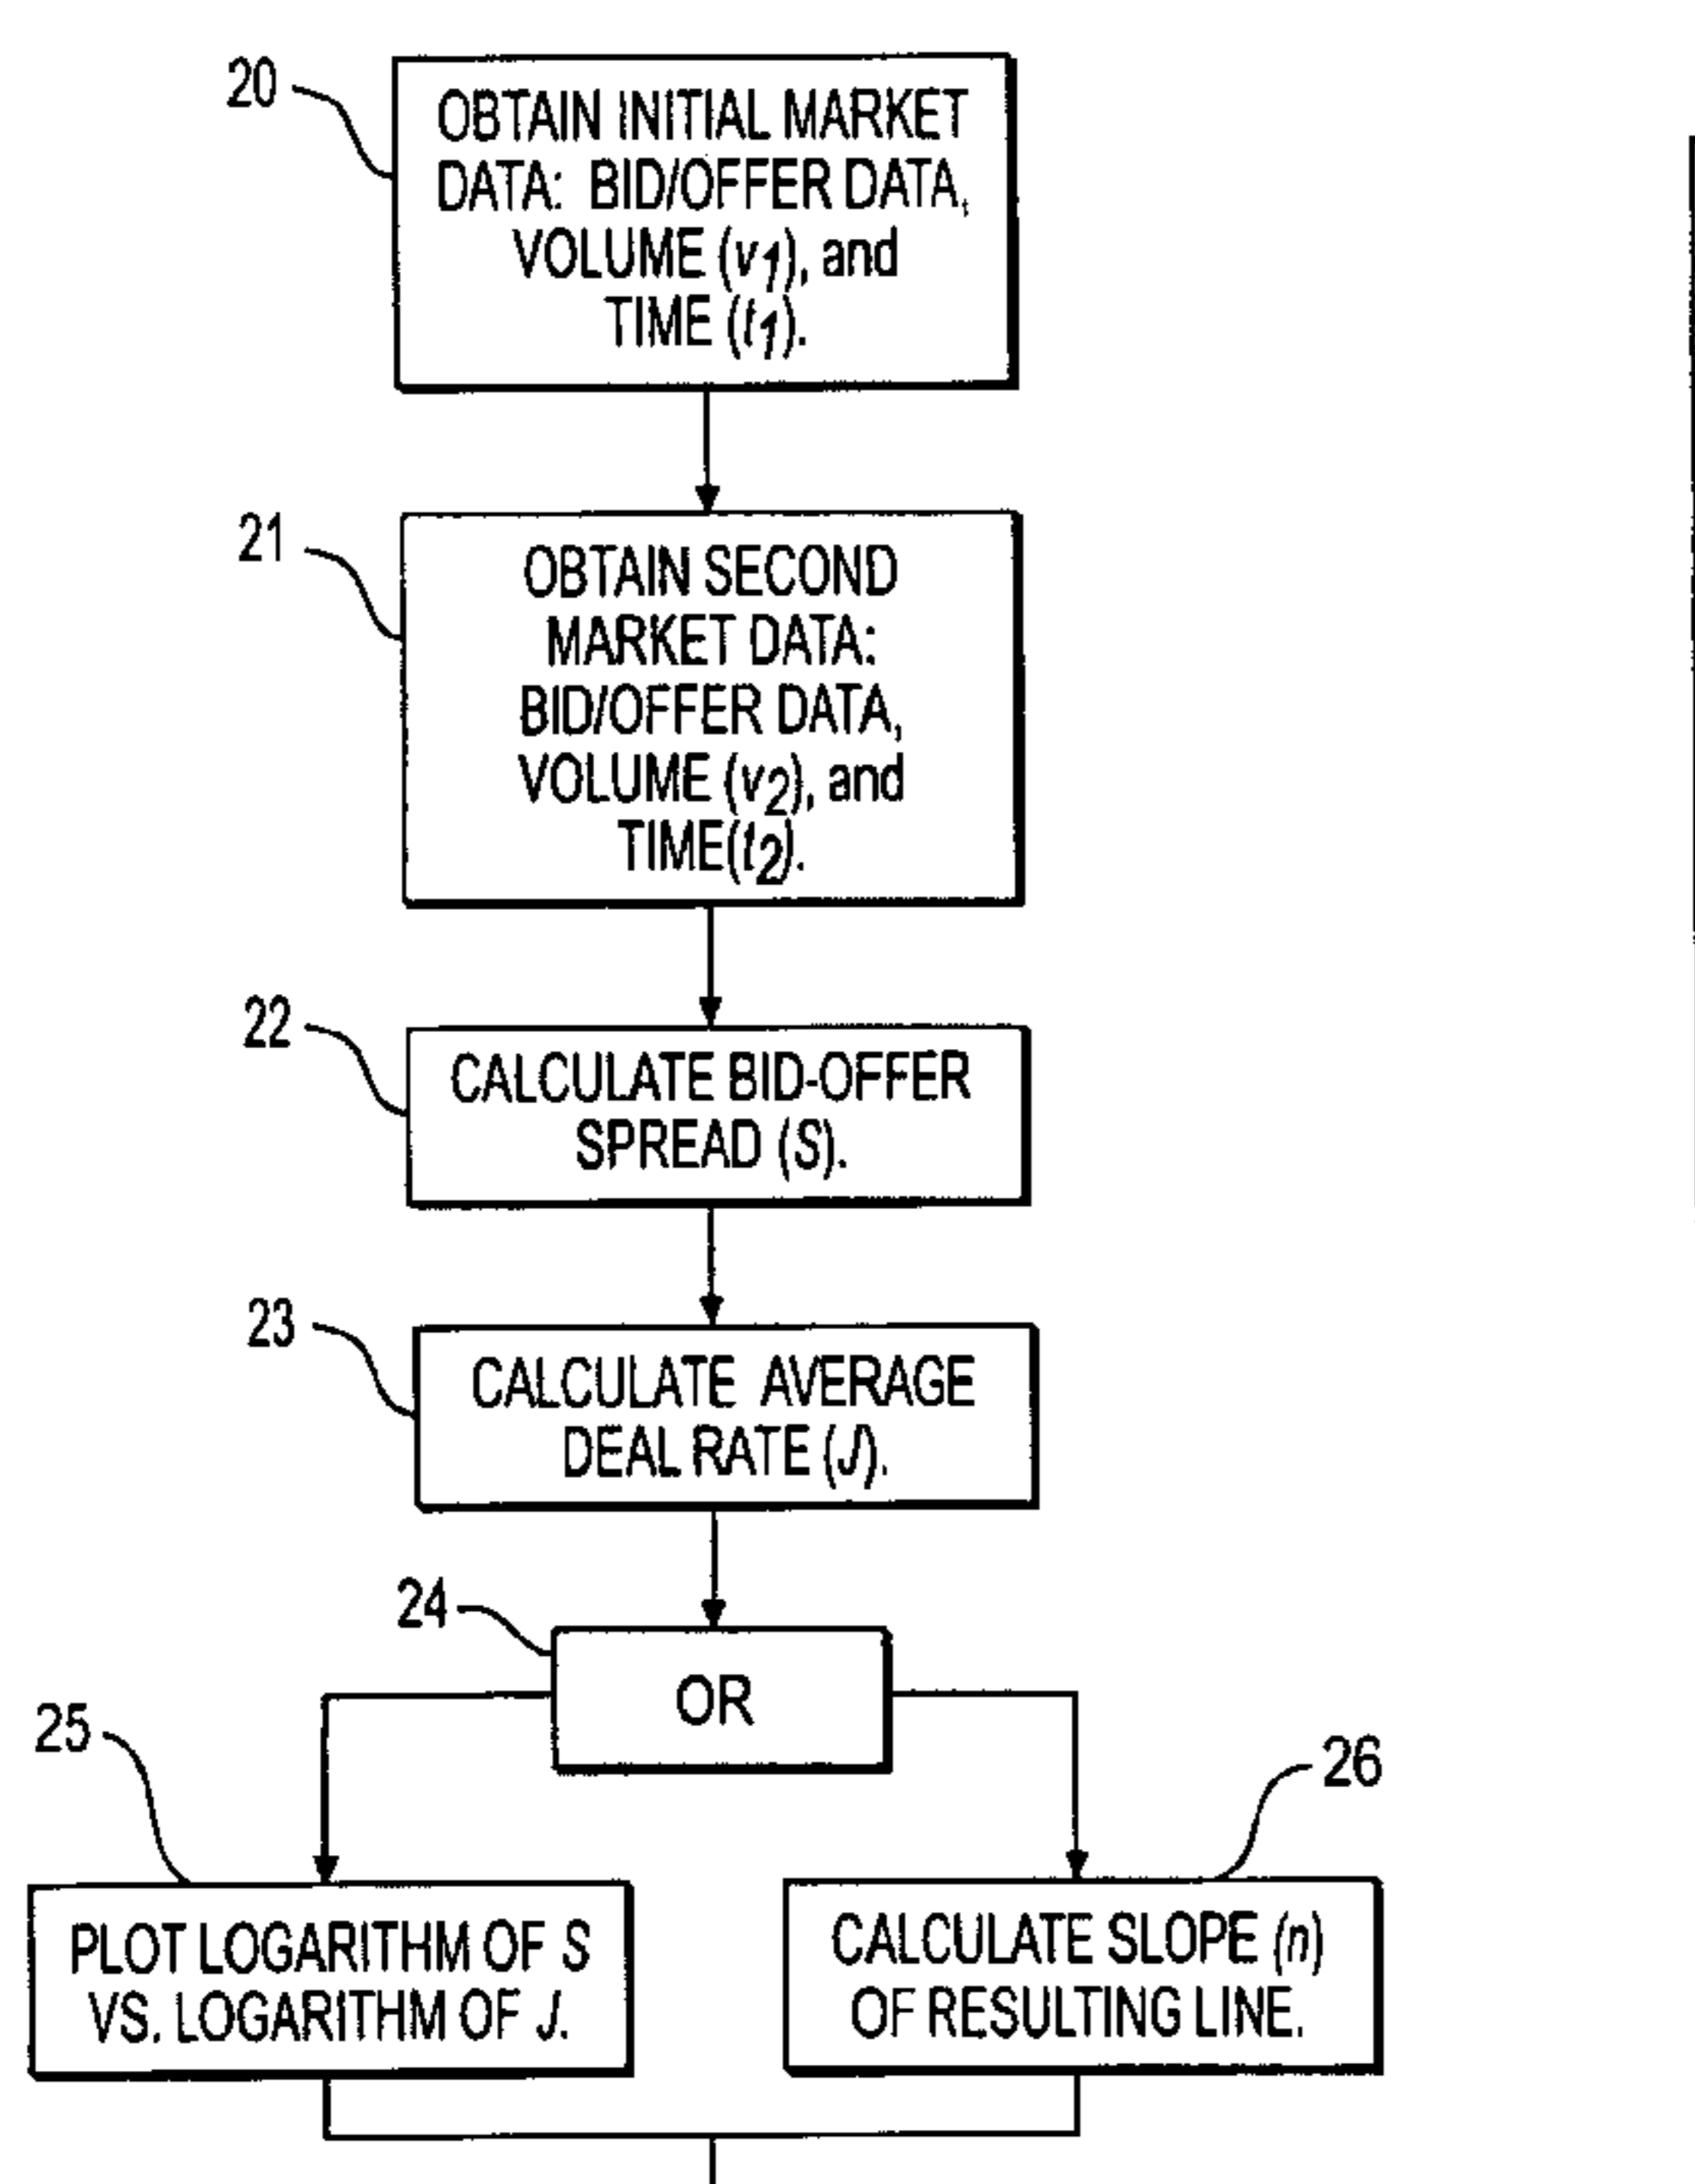 20
OBTAIN INITIAL MARKET
DATA: BID/OFFER DATA,
VOLUME (v1), and
TIME (t1).
21
OBTAIN SECOND
MARKET DATA:
BID/OFFER DATA,
VOLUME (v2), and
TIME(t2).
22
CALCULATE BID-OFFER
SPREAD (S).
23
CALCULATE AVERAGE
DEAL RATE (J).
24
OR
25
26
PLOT LOGARITHM OF S
VS. LOGARITHM OF J.
CALCULATE SLOPE (n)
OF RESULTING LINE.